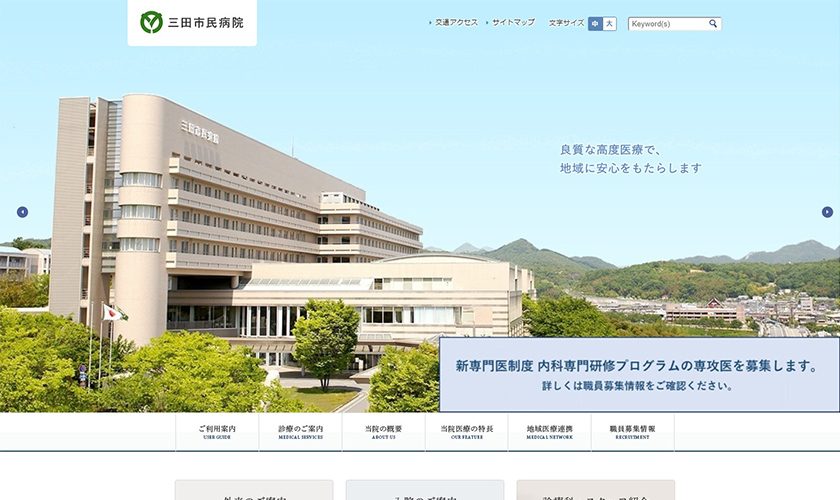 三田市民病院
交通アクセス
サイトマップ
文字サイズ 中 大
Keyword(s)
三田市民病院
良質な高度医療で、
地域に安心をもたらします
新専門医制度 内科専門研修プログラムの専攻医を募集します。
詳しくは職員募集情報をご確認ください。
ご利用案内
USER GUIDE
診療のご案内
MEDICAL SERVICES
当院の概要
ABOUT US
当院医療の特長
OUR FEATURE
地域医療連携
MEDICAL NETWORK
職員募集情報
RECRUITMENT